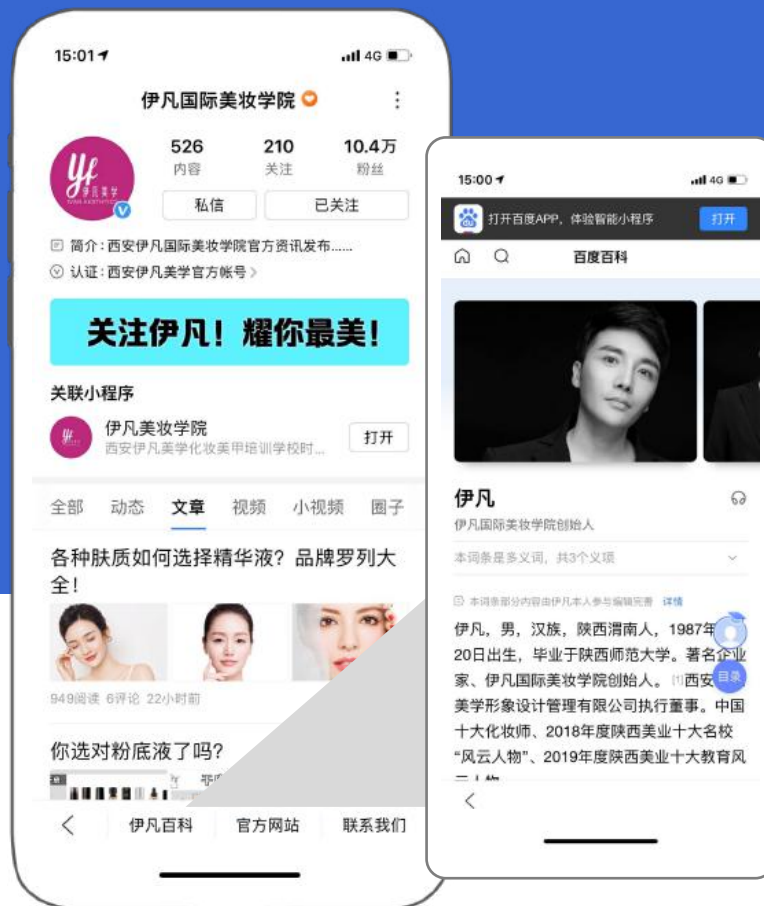 15:01
4G
伊凡国际美妆学院
526 210 10.4万
内容 关注 粉丝
私信 已关注
yf
伊凡美学
简介:西安伊凡国际美妆学院官方资讯发布......
认证:西安伊凡美学官方帐号
关注伊凡!耀你最美!
关联小程序
伊凡美妆学院
西安伊凡美学化妆美甲培训学校时...
打开
全部 动态 文章 视频 小视频 圈子
各种肤质如何选择精华液?品牌罗列大
全!
949阅读 6评论 22小时前
你选对粉底液了吗?
伊凡百科 官方网站 联系我们
15:00
4G
打开百度APP,体验智能小程序
打开
百度百科
伊凡
伊凡国际美妆学院创始人
本词条是多义词,共3个义项
本词条部分内容由伊凡本人参与编辑完善 详情
伊凡,男,汉族,陕西渭南人,1987年
20日出生,毕业于陕西师范大学。著名企业
家、伊凡国际美妆学院创始人。[1]西安
目录
美学形象设计管理有限公司执行董事。中国
十大化妆师、2018年度陕西美业十大名校
“风云人物”、2019年度陕西美业十大教育风